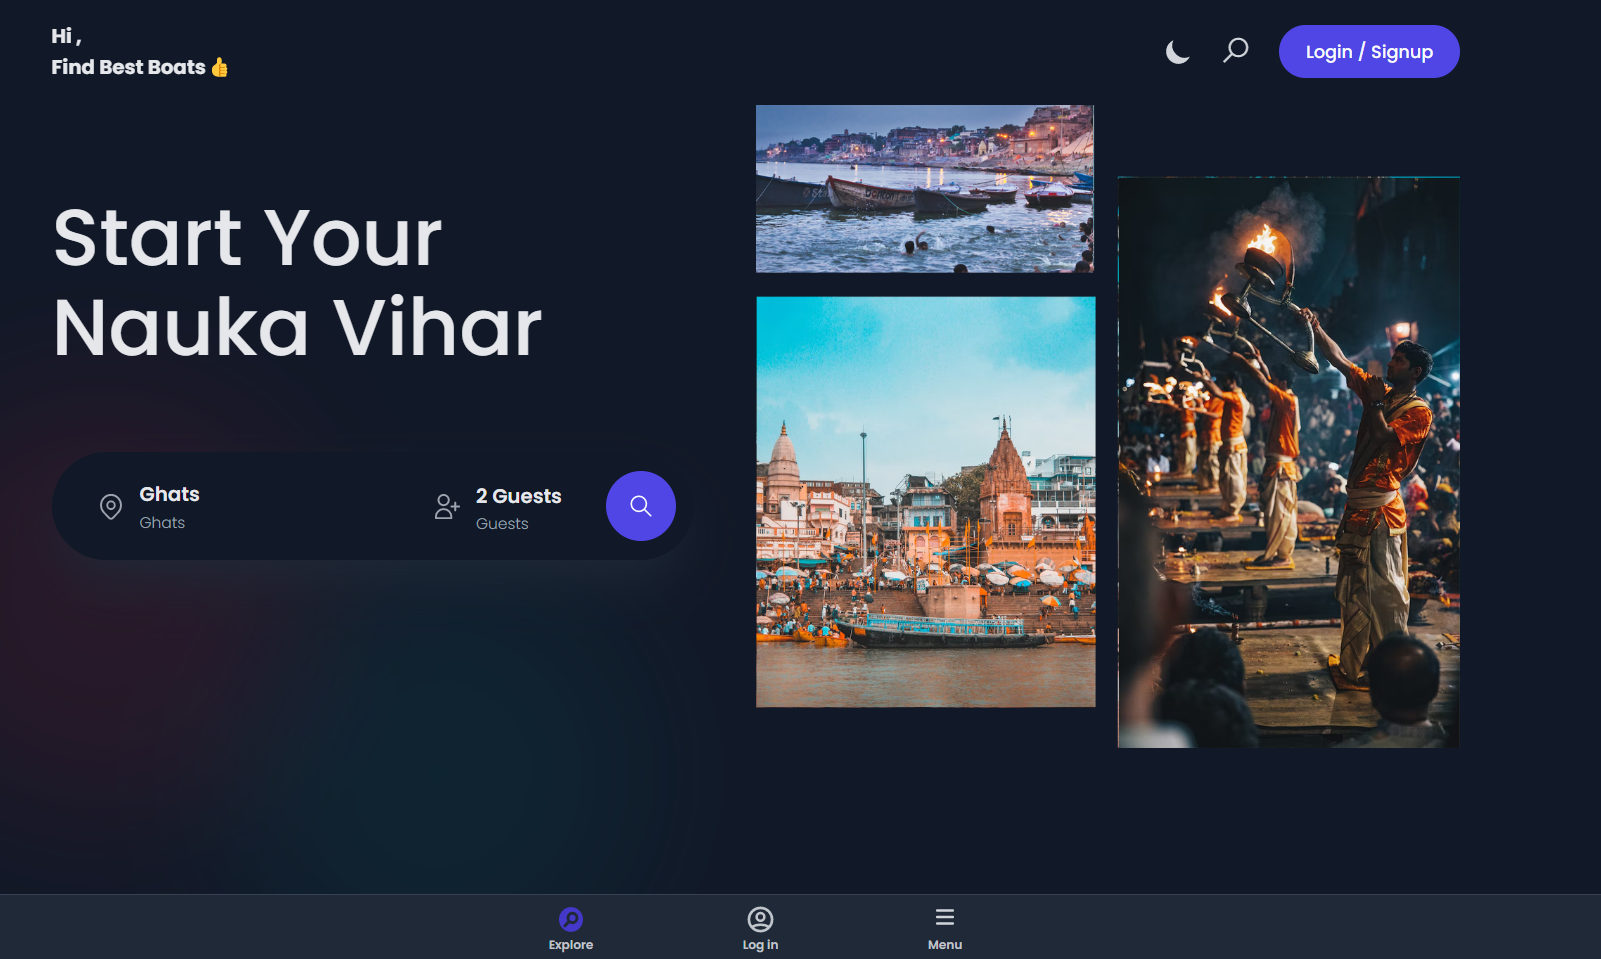 Hi ,
Find Best Boats 👍
Login / Signup
Start Your
Nauka Vihar
Ghats
Ghats
2 Guests
Guests
Explore
Log in
Menu